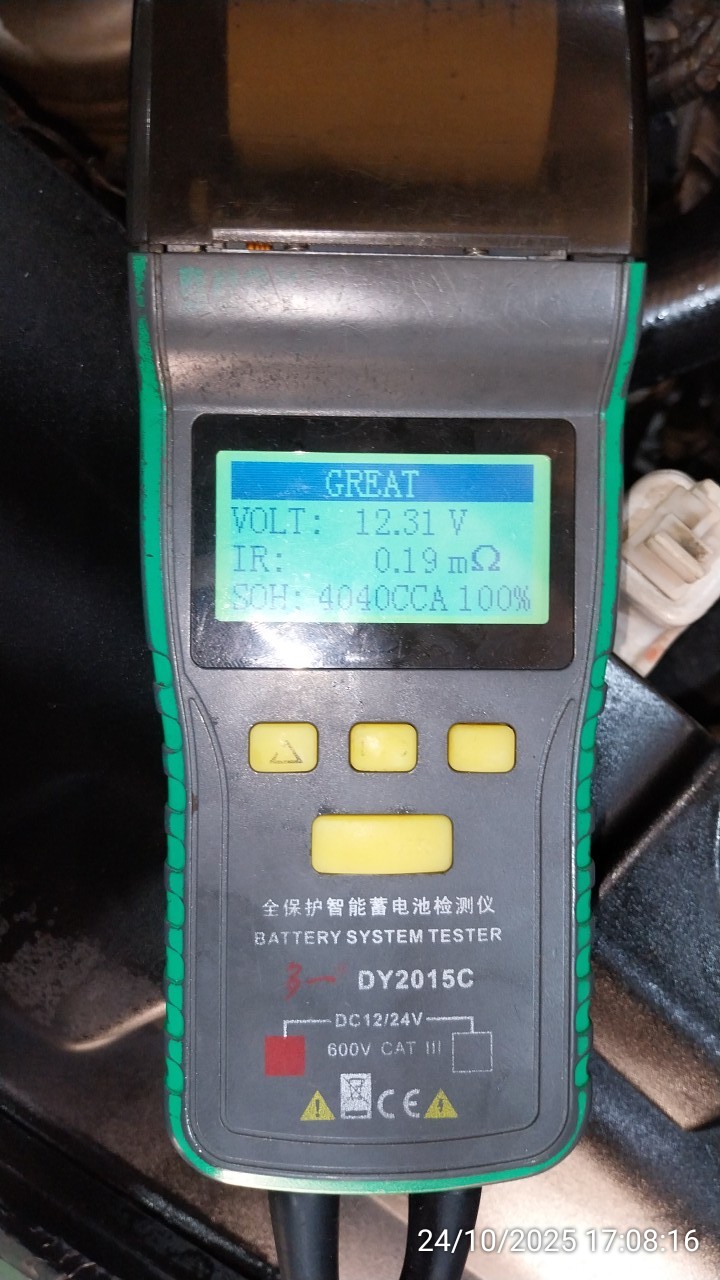 GREAT
VOLT: 12.31 V
IR: 0.19 mΩ
SOH: 4040CCA 100%
全保护智能蓄电池检测仪
BATTERY SYSTEM TESTER
DY2015C
DC12/24V
600V CAT III
CE
24/10/2025 17:08:16